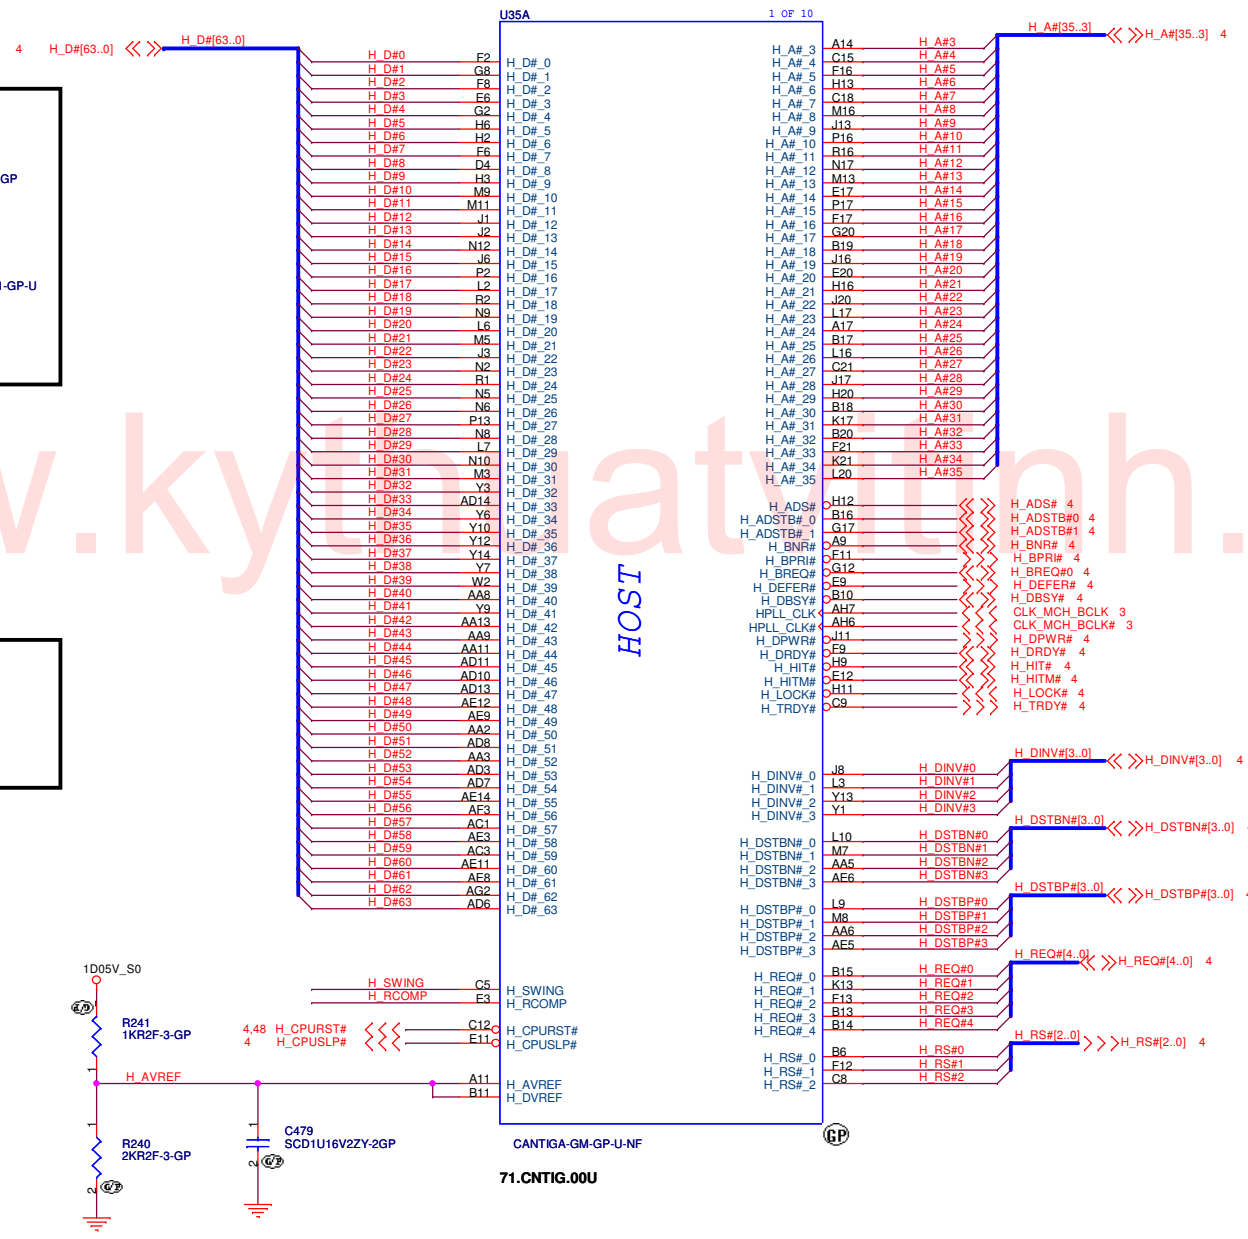 U35A
1 OF 10
4 H_D#[63..0] H_D#[63..0]
H_A#[35..3] H_A#[35..3] 4
H_D#0 F2 H_D#_0
H_D#1 G8 H_D#_1
H_D#2 F8 H_D#_2
H_D#3 E6 H_D#_3
H_D#4 G2 H_D#_4
H_D#5 H6 H_D#_5
H_D#6 H2 H_D#_6
H_D#7 F6 H_D#_7
H_D#8 D4 H_D#_8
H_D#9 H3 H_D#_9
H_D#10 M9 H_D#_10
H_D#11 M11 H_D#_11
H_D#12 J1 H_D#_12
H_D#13 J2 H_D#_13
H_D#14 N12 H_D#_14
H_D#15 J6 H_D#_15
H_D#16 P2 H_D#_16
H_D#17 L2 H_D#_17
H_D#18 R2 H_D#_18
H_D#19 N9 H_D#_19
H_D#20 L6 H_D#_20
H_D#21 M5 H_D#_21
H_D#22 J3 H_D#_22
H_D#23 N2 H_D#_23
H_D#24 R1 H_D#_24
H_D#25 N5 H_D#_25
H_D#26 N6 H_D#_26
H_D#27 P13 H_D#_27
H_D#28 N8 H_D#_28
H_D#29 L7 H_D#_29
H_D#30 N10 H_D#_30
H_D#31 M3 H_D#_31
H_D#32 Y3 H_D#_32
H_D#33 AD14 H_D#_33
H_D#34 Y6 H_D#_34
H_D#35 Y10 H_D#_35
H_D#36 Y12 H_D#_36
H_D#37 Y14 H_D#_37
H_D#38 Y7 H_D#_38
H_D#39 W2 H_D#_39
H_D#40 AA8 H_D#_40
H_D#41 Y9 H_D#_41
H_D#42 AA13 H_D#_42
H_D#43 AA9 H_D#_43
H_D#44 AA11 H_D#_44
H_D#45 AD11 H_D#_45
H_D#46 AD10 H_D#_46
H_D#47 AD13 H_D#_47
H_D#48 AE12 H_D#_48
H_D#49 AE9 H_D#_49
H_D#50 AA2 H_D#_50
H_D#51 AD8 H_D#_51
H_D#52 AA3 H_D#_52
H_D#53 AD3 H_D#_53
H_D#54 AD7 H_D#_54
H_D#55 AE14 H_D#_55
H_D#56 AF3 H_D#_56
H_D#57 AC1 H_D#_57
H_D#58 AE3 H_D#_58
H_D#59 AC3 H_D#_59
H_D#60 AE11 H_D#_60
H_D#61 AE8 H_D#_61
H_D#62 AG2 H_D#_62
H_D#63 AD6 H_D#_63
H_SWING C5 H_SWING
H_RCOMP E3 H_RCOMP
4,48 H_CPURST# C12 H_CPURST#
4 H_CPUSLP# E11 H_CPUSLP#
H_AVREF A11 H_AVREF
B11 H_DVREF
HOST
H_A#_3 A14 H_A#3
H_A#_4 C15 H_A#4
H_A#_5 F16 H_A#5
H_A#_6 H13 H_A#6
H_A#_7 C18 H_A#7
H_A#_8 M16 H_A#8
H_A#_9 J13 H_A#9
H_A#_10 P16 H_A#10
H_A#_11 R16 H_A#11
H_A#_12 N17 H_A#12
H_A#_13 M13 H_A#13
H_A#_14 E17 H_A#14
H_A#_15 P17 H_A#15
H_A#_16 F17 H_A#16
H_A#_17 G20 H_A#17
H_A#_18 B19 H_A#18
H_A#_19 J16 H_A#19
H_A#_20 E20 H_A#20
H_A#_21 H16 H_A#21
H_A#_22 J20 H_A#22
H_A#_23 L17 H_A#23
H_A#_24 A17 H_A#24
H_A#_25 B17 H_A#25
H_A#_26 L16 H_A#26
H_A#_27 C21 H_A#27
H_A#_28 J17 H_A#28
H_A#_29 H20 H_A#29
H_A#_30 B18 H_A#30
H_A#_31 K17 H_A#31
H_A#_32 B20 H_A#32
H_A#_33 F21 H_A#33
H_A#_34 K21 H_A#34
H_A#_35 L20 H_A#35
H_ADS# H12 H_ADS# 4
H_ADSTB#_0 B16 H_ADSTB#0 4
H_ADSTB#_1 G17 H_ADSTB#1 4
H_BNR# A9 H_BNR# 4
H_BPRI# F11 H_BPRI# 4
H_BREQ# G12 H_BREQ#0 4
H_DEFER# E9 H_DEFER# 4
H_DBSY# B10 H_DBSY# 4
HPLL_CLK AH7 CLK_MCH_BCLK 3
HPLL_CLK# AH6 CLK_MCH_BCLK# 3
H_DPWR# J11 H_DPWR# 4
H_DRDY# F9 H_DRDY# 4
H_HIT# H9 H_HIT# 4
H_HITM# E12 H_HITM# 4
H_LOCK# H11 H_LOCK# 4
H_TRDY# C9 H_TRDY# 4
H_DINV#[3..0] H_DINV#[3..0] 4
H_DINV#_0 J8 H_DINV#0
H_DINV#_1 L3 H_DINV#1
H_DINV#_2 Y13 H_DINV#2
H_DINV#_3 Y1 H_DINV#3
H_DSTBN#[3..0] H_DSTBN#[3..0]
H_DSTBN#_0 L10 H_DSTBN#0
H_DSTBN#_1 M7 H_DSTBN#1
H_DSTBN#_2 AA5 H_DSTBN#2
H_DSTBN#_3 AE6 H_DSTBN#3
H_DSTBP#[3..0] H_DSTBP#[3..0] 4
H_DSTBP#_0 L9 H_DSTBP#0
H_DSTBP#_1 M8 H_DSTBP#1
H_DSTBP#_2 AA6 H_DSTBP#2
H_DSTBP#_3 AE5 H_DSTBP#3
H_REQ#[4..0] H_REQ#[4..0] 4
H_REQ#_0 B15 H_REQ#0
H_REQ#_1 K13 H_REQ#1
H_REQ#_2 F13 H_REQ#2
H_REQ#_3 B13 H_REQ#3
H_REQ#_4 B14 H_REQ#4
H_RS#[2..0] H_RS#[2..0] 4
H_RS#_0 B6 H_RS#0
H_RS#_1 F12 H_RS#1
H_RS#_2 C8 H_RS#2
GP
1-GP-U
1D05V_S0
R241
1KR2F-3-GP
1
1
R240
2KR2F-3-GP
2
1
C479
SCD1U16V2ZY-2GP
2
CANTIGA-GM-GP-U-NF
GP
71.CNTIG.00U
w.kythuatvitinh.